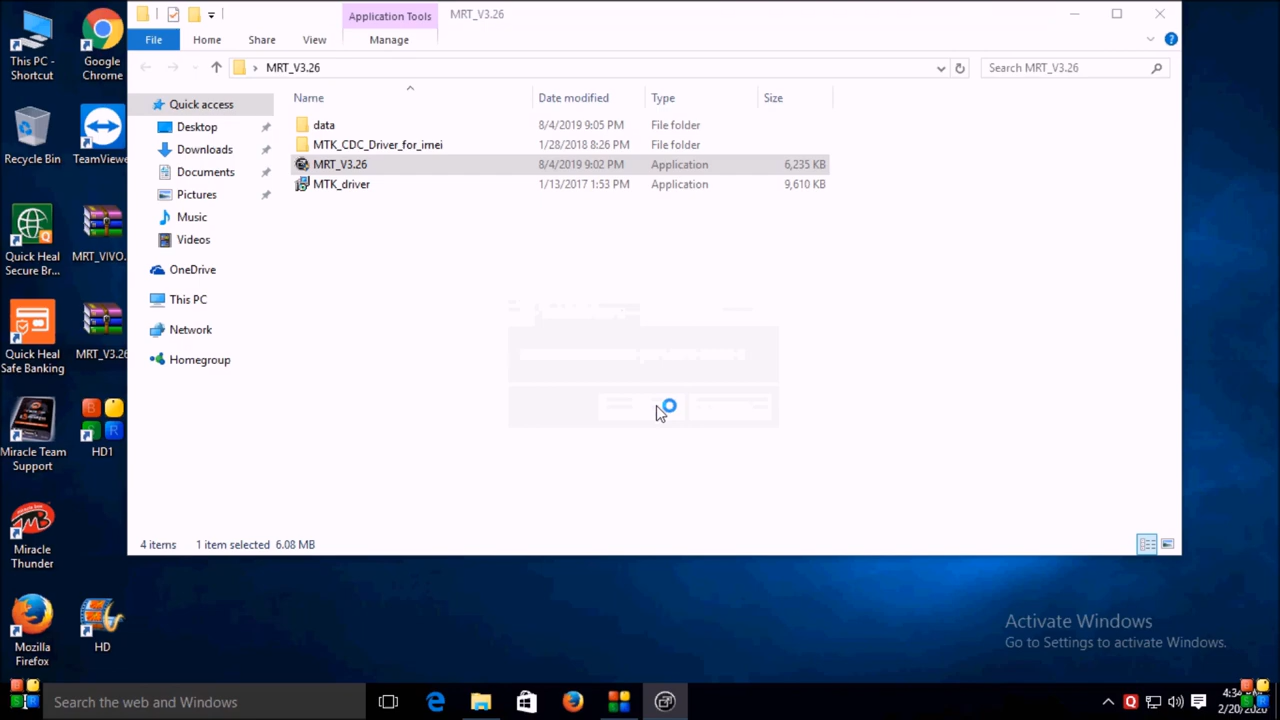 Application Tools
MRT_V3.26
File
Home
Share
View
Manage
MRT_V3.26
Search MRT_V3.26
Name
Date modified
Type
Size
Quick access
Desktop
Downloads
Documents
Pictures
Music
Videos
OneDrive
This PC
Network
Homegroup
data
8/4/2019 9:05 PM
File folder
MTK_CDC_Driver_for_imei
1/28/2018 8:26 PM
File folder
MRT_V3.26
8/4/2019 9:02 PM
Application
6,235 KB
MTK_driver
1/13/2017 1:53 PM
Application
9,610 KB
4 items
1 item selected 6.08 MB
This PC -
Shortcut
Google
Chrome
Recycle Bin
TeamViewe
Quick Heal
Secure Br...
MRT_VIVO.
Quick Heal
Safe Banking
MRT_V3.26
Miracle Team
Support
HD1
Miracle
Thunder
Mozilla
Firefox
HD
Activate Windows
Go to Settings to activate Windows.
Search the web and Windows